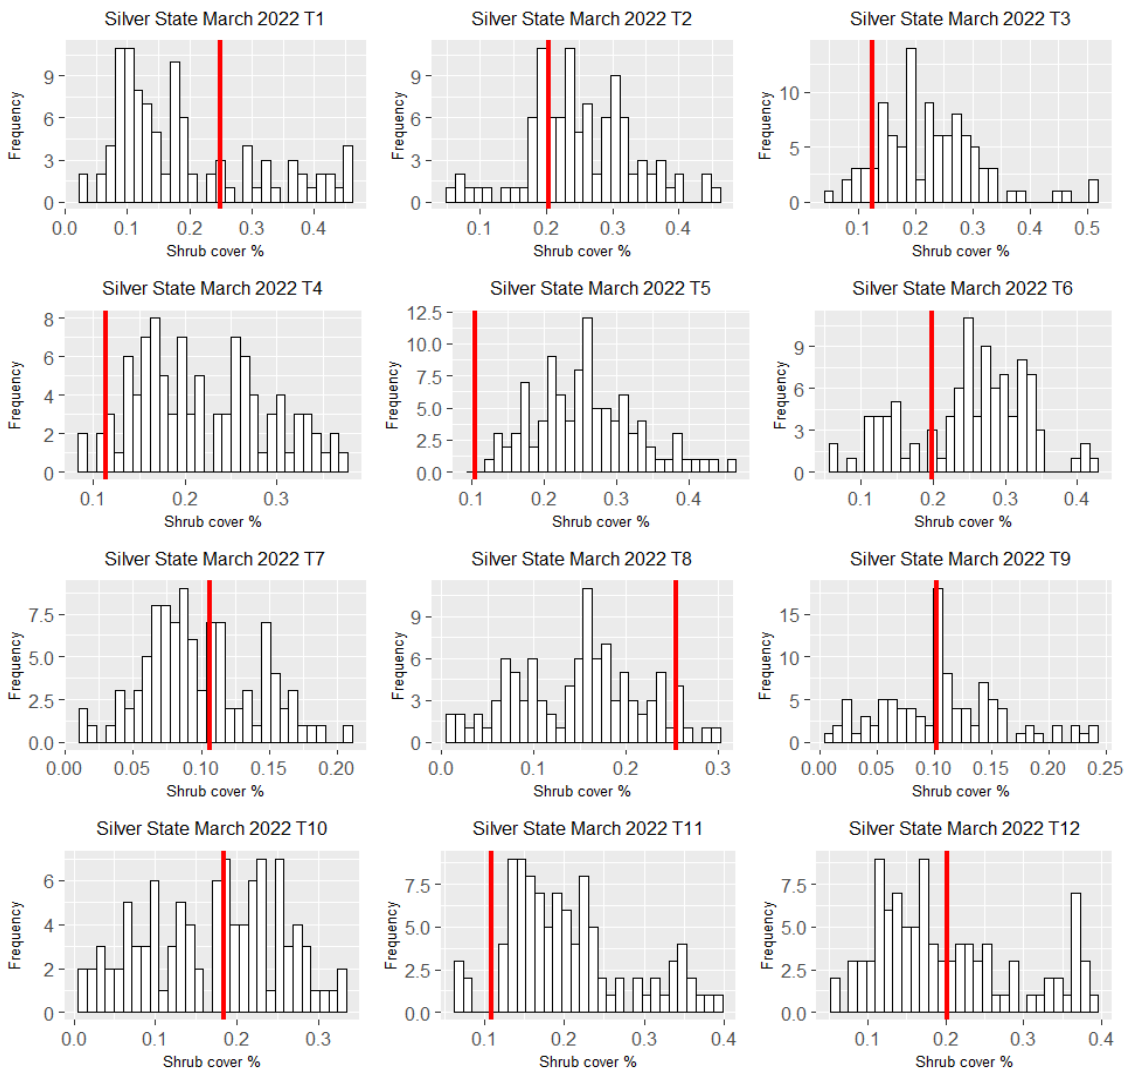 Silver State March 2022 T1
Frequency
9
6
3
0
0.0 0.1 0.2 0.3 0.4
Shrub cover %
Silver State March 2022 T2
Frequency
9
6
3
0
0.1 0.2 0.3 0.4
Shrub cover %
Silver State March 2022 T3
Frequency
10
5
0
0.1 0.2 0.3 0.4 0.5
Shrub cover %
Silver State March 2022 T4
Frequency
8
6
4
2
0
0.1 0.2 0.3
Shrub cover %
Silver State March 2022 T5
Frequency
12.5
10.0
7.5
5.0
2.5
0.0
0.1 0.2 0.3 0.4
Shrub cover %
Silver State March 2022 T6
Frequency
9
6
3
0
0.1 0.2 0.3 0.4
Shrub cover %
Silver State March 2022 T7
Frequency
7.5
5.0
2.5
0.0
0.00 0.05 0.10 0.15 0.20
Shrub cover %
Silver State March 2022 T8
Frequency
9
6
3
0
0.0 0.1 0.2 0.3
Shrub cover %
Silver State March 2022 T9
Frequency
15
10
5
0
0.00 0.05 0.10 0.15 0.20 0.25
Shrub cover %
Silver State March 2022 T10
Frequency
6
4
2
0
0.0 0.1 0.2 0.3
Shrub cover %
Silver State March 2022 T11
Frequency
7.5
5.0
2.5
0.0
0.1 0.2 0.3 0.4
Shrub cover %
Silver State March 2022 T12
Frequency
7.5
5.0
2.5
0.0
0.1 0.2 0.3 0.4
Shrub cover %